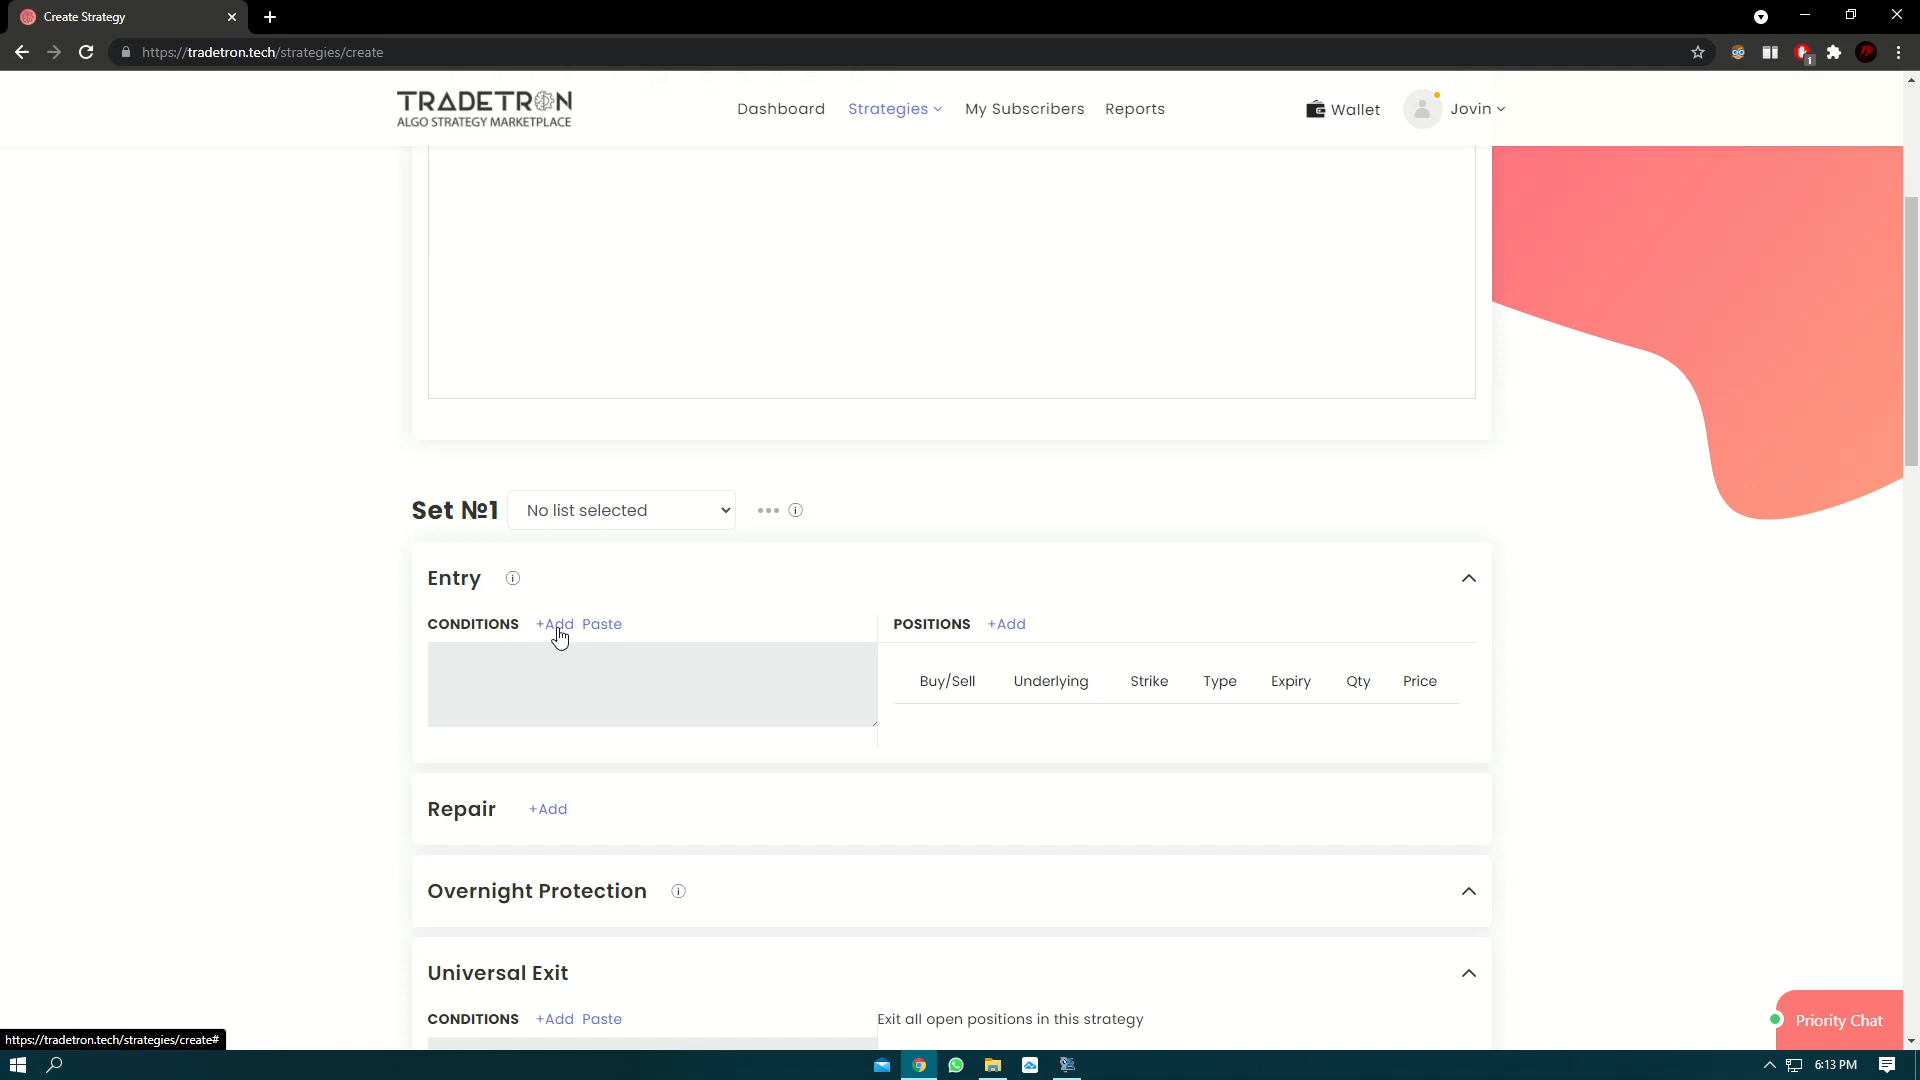 Create Strategy
https://tradetron.tech/strategies/create
1
TRADETRON
ALGO STRATEGY MARKETPLACE
Dashboard Strategies My Subscribers Reports Wallet Jovin
Set №1 No list selected
Entry
CONDITIONS +Add Paste POSITIONS +Add
Buy/Sell Underlying Strike Type Expiry Qty Price
Repair +Add
Overnight Protection
Universal Exit
CONDITIONS +Add Paste Exit all open positions in this strategy
Priority Chat
https://tradetron.tech/strategies/create#
6:13 PM